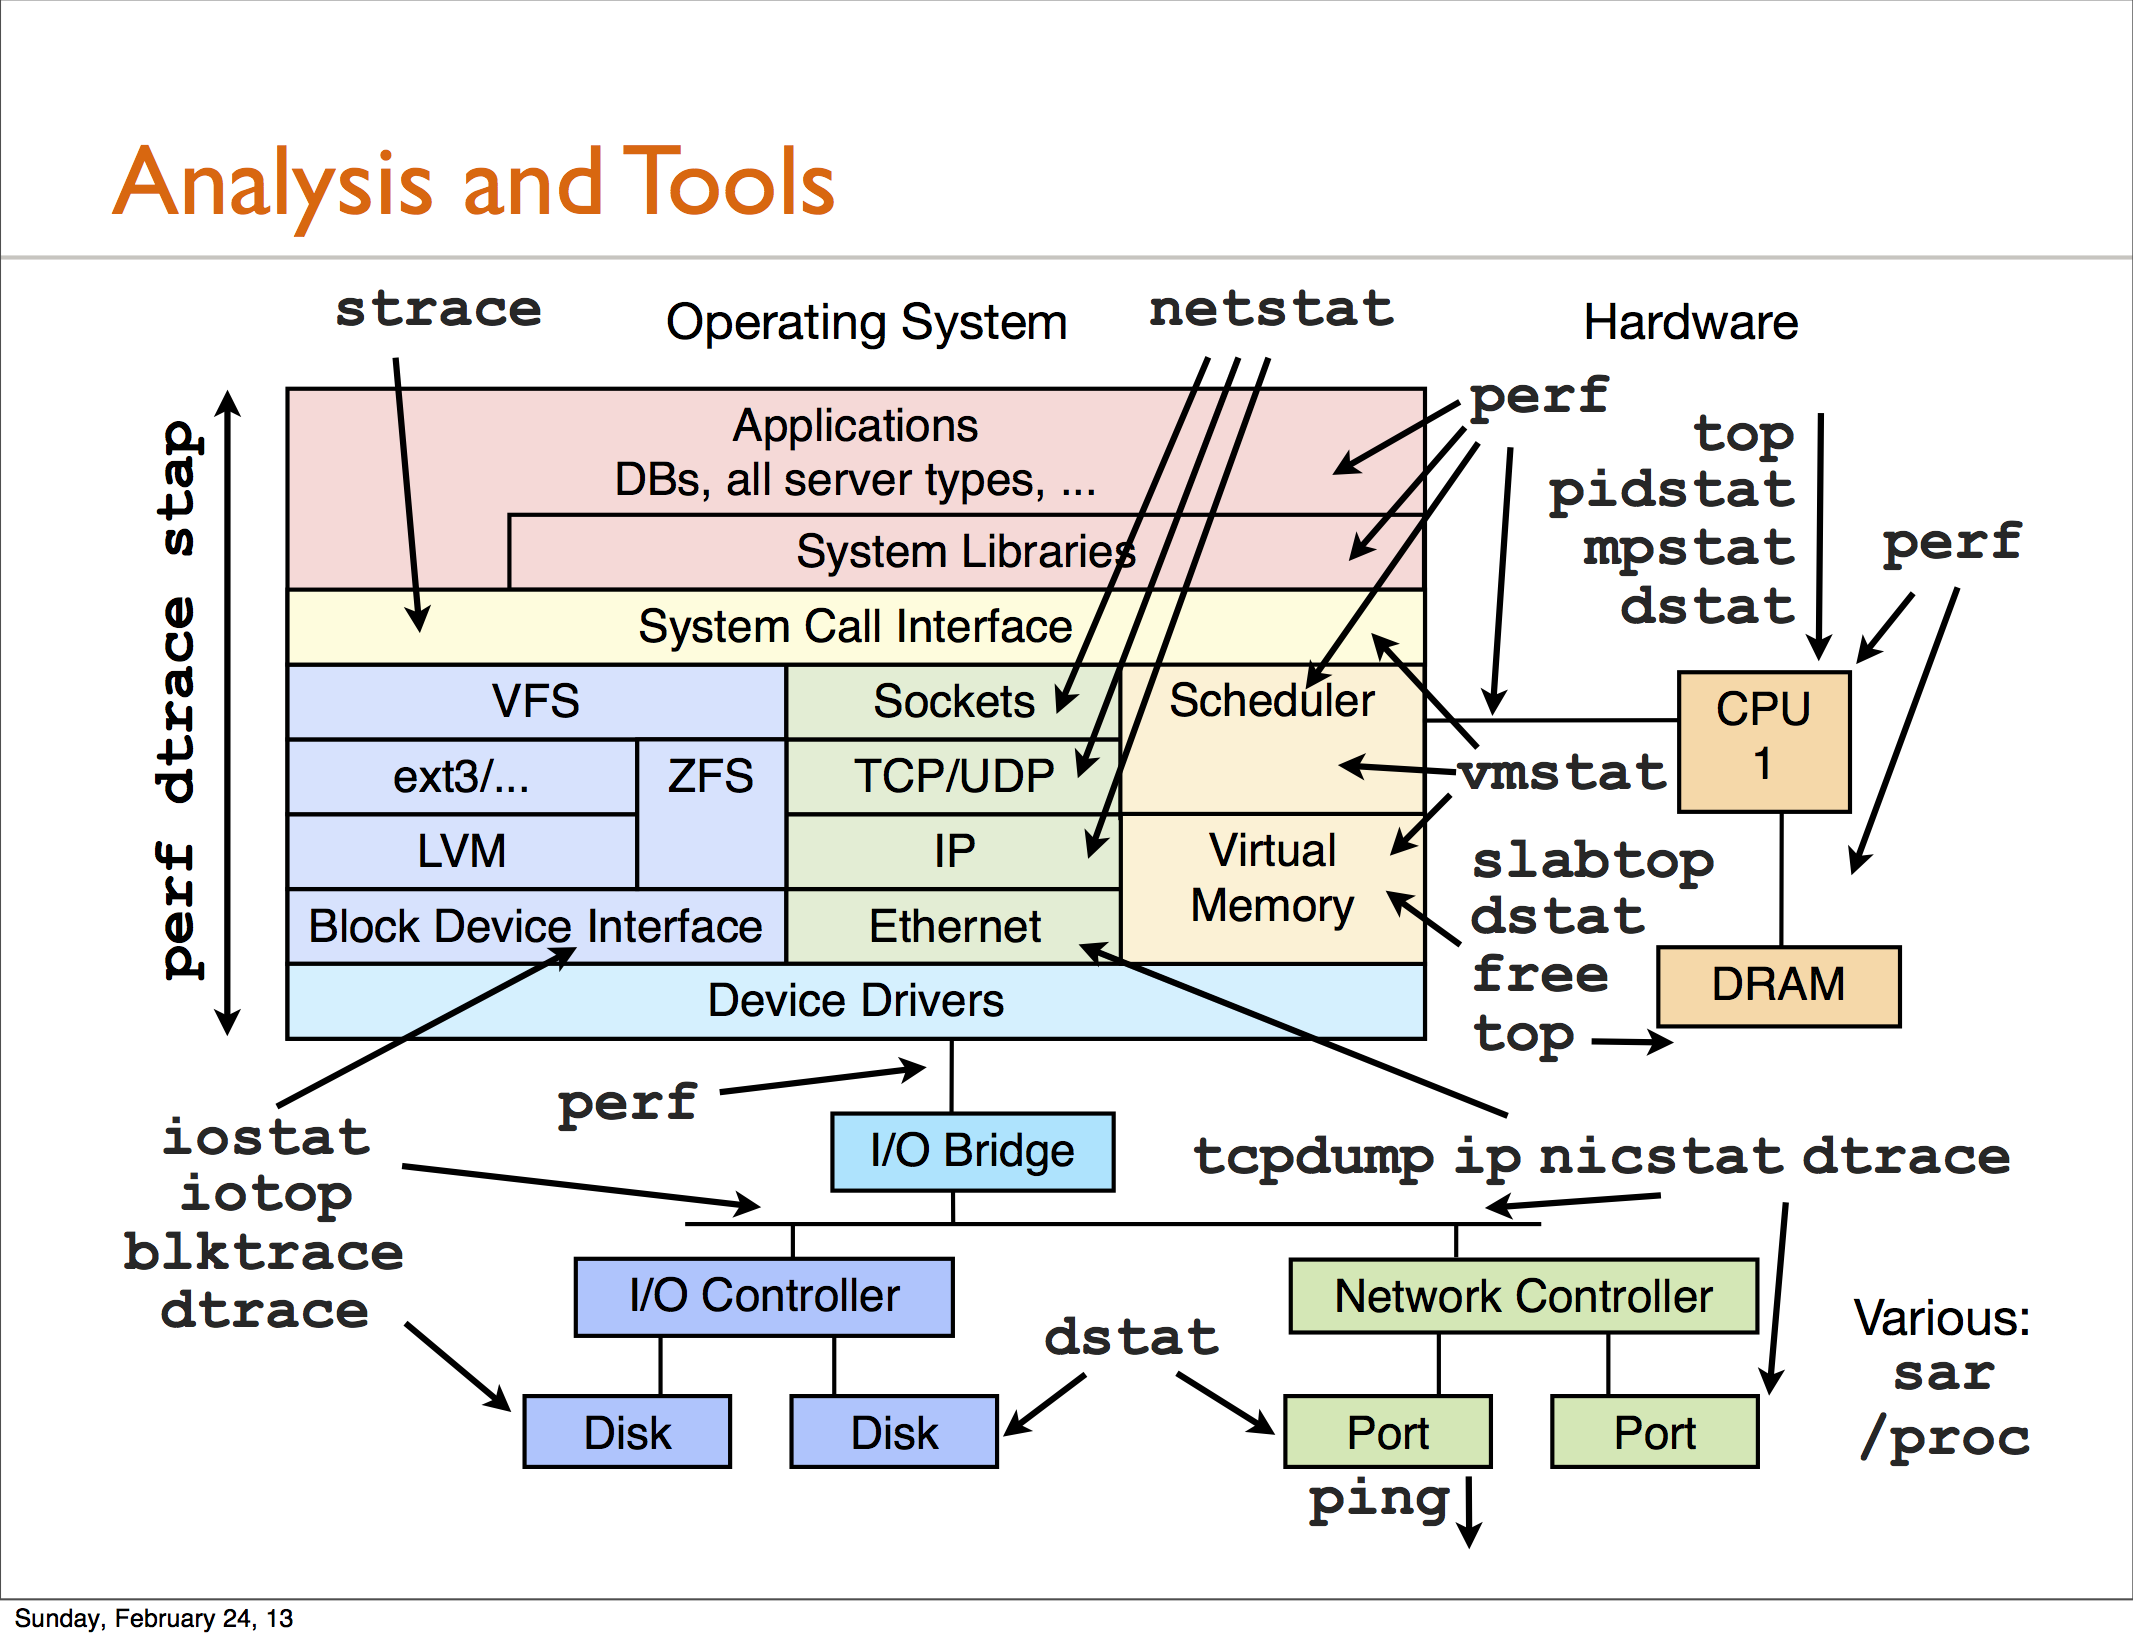 Analysis and Tools
strace
Operating System
netstat
Hardware
perf
top
pidstat
mpstat
dstat
perf
perf dtrace stap
Applications
DBs, all server types, ...
System Libraries
System Call Interface
VFS
Sockets
Scheduler
CPU
1
ext3/...
ZFS
TCP/UDP
vmstat
LVM
IP
Virtual
Memory
slabtop
dstat
free
top
Block Device Interface
Ethernet
DRAM
Device Drivers
perf
I/O Bridge
iostat
iotop
blktrace
dtrace
tcpdump ip nicstat dtrace
I/O Controller
Network Controller
dstat
Various:
sar
/proc
Disk
Disk
Port
Port
ping
Sunday, February 24, 13